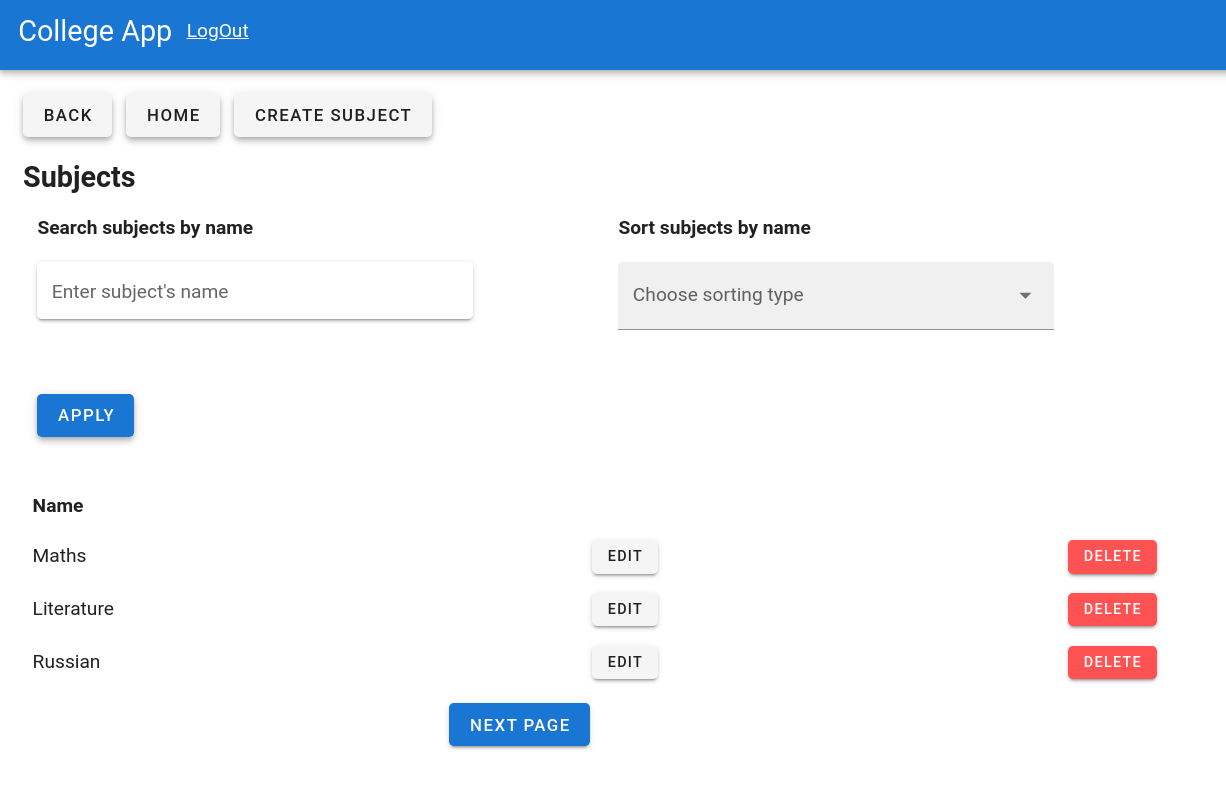 College App LogOut
BACK HOME CREATE SUBJECT
Subjects
Search subjects by name
Sort subjects by name
Enter subject's name
Choose sorting type
APPLY
Name
Maths EDIT DELETE
Literature EDIT DELETE
Russian EDIT DELETE
NEXT PAGE